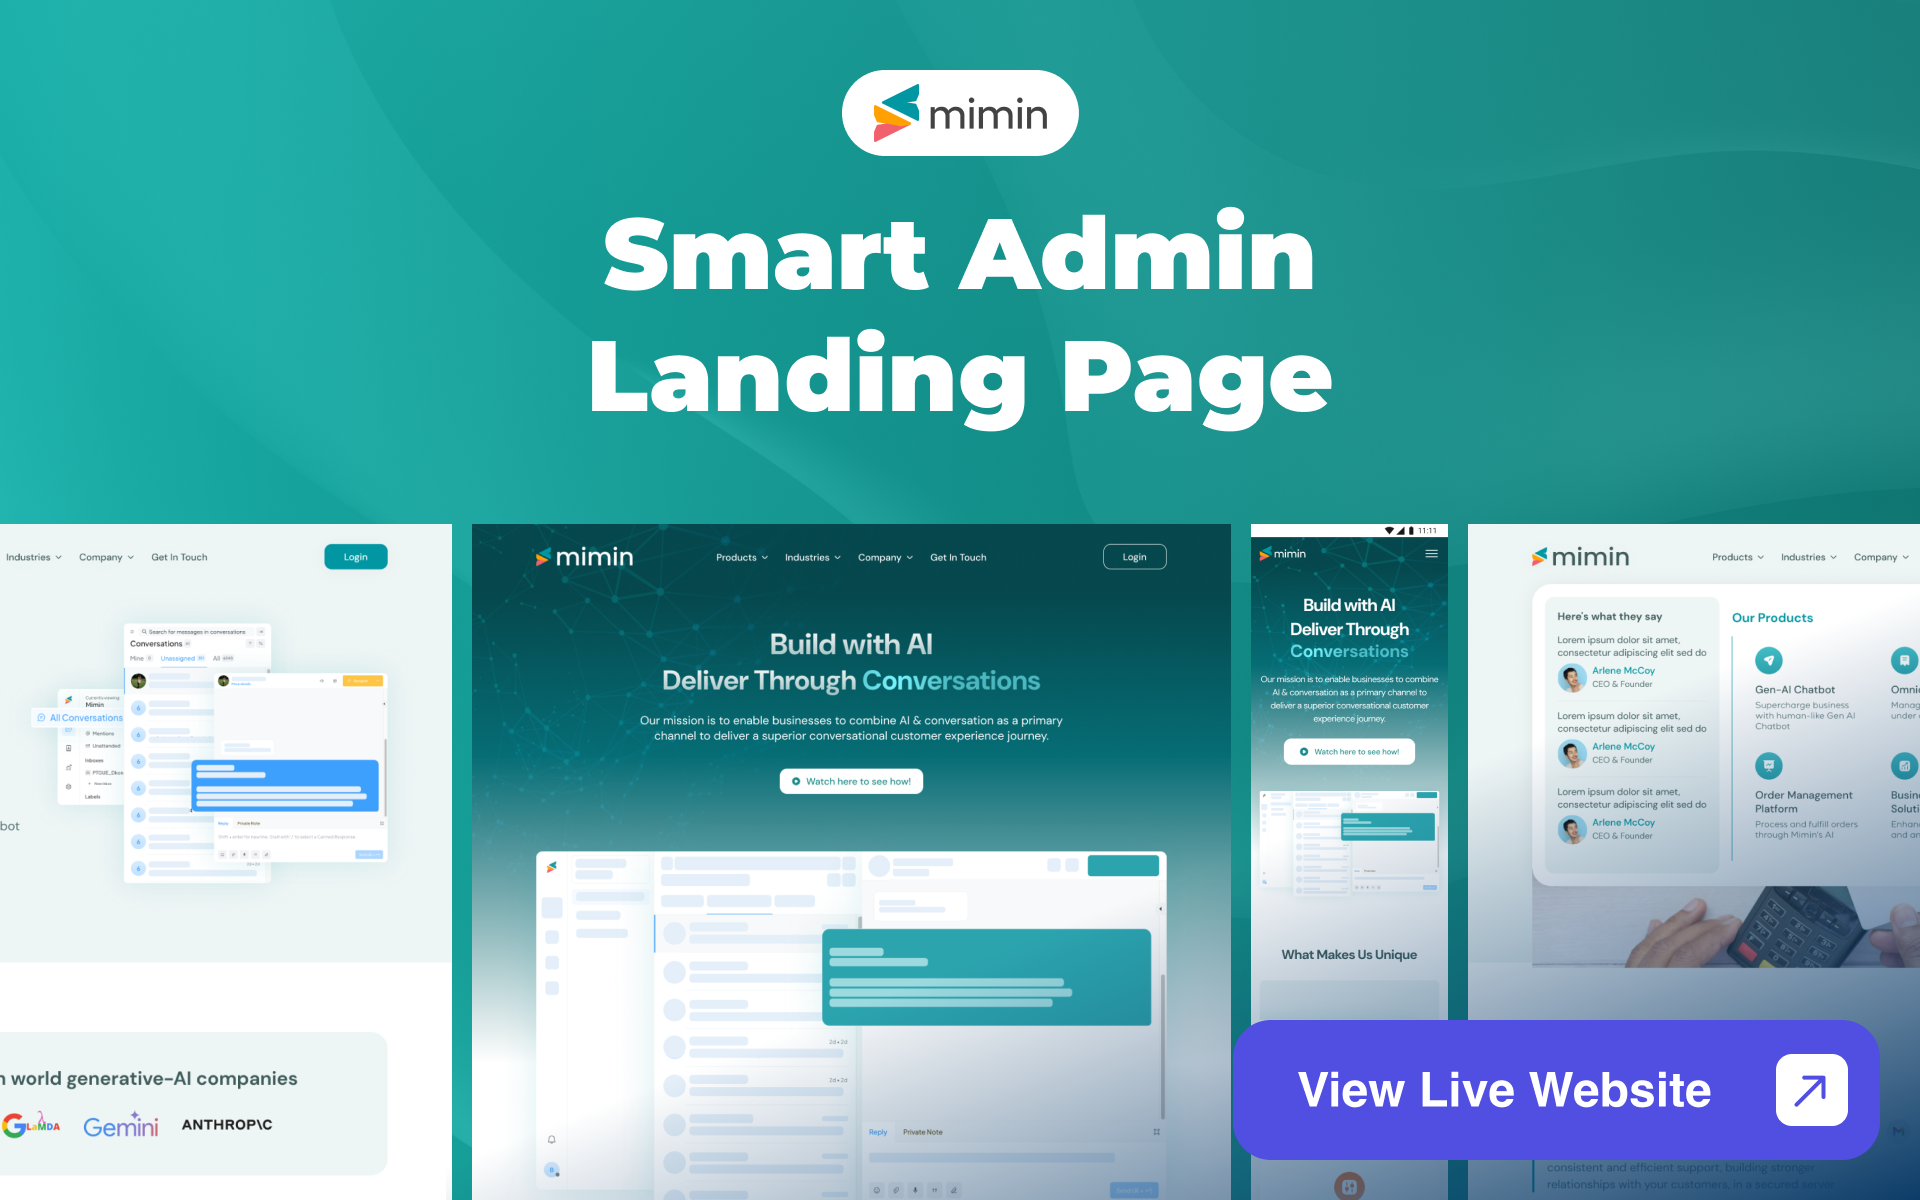 mimin
Smart Admin
Landing Page
Industries
Company
Get In Touch
Login
Search for messages in conversations
Conversations
Mine
Unassigned
All
Mimin
All Conversations
Mentions
Unattended
Inboxes
Labels
Reply
Private Note
bot
world generative-AI companies
LaMDA
Gemini
ANTHROP\C
mimin
Products
Industries
Company
Get In Touch
Login
Build with AI
Deliver Through Conversations
Our mission is to enable businesses to combine AI & conversation as a primary
channel to deliver a superior conversational customer experience journey.
Watch here to see how!
2d • 2d
2d • 2d
Reply
Private Note
11:11
mimin
Build with AI
Deliver Through
Conversations
Our mission is to enable businesses to combine
AI & conversation as a primary channel to
deliver a superior conversational customer
experience journey.
Watch here to see how!
What Makes Us Unique
mimin
Products
Industries
Company
Here's what they say
Lorem ipsum dolor sit amet,
consectetur adipiscing elit sed do
Arlene McCoy
CEO & Founder
Lorem ipsum dolor sit amet,
consectetur adipiscing elit sed do
Arlene McCoy
CEO & Founder
Lorem ipsum dolor sit amet,
consectetur adipiscing elit sed do
Arlene McCoy
CEO & Founder
Our Products
Gen-AI Chatbot
Supercharge business
with human-like Gen AI
Chatbot
Order Management
Platform
Process and fulfill orders
through Mimin's AI
Omni
Manag
under
Busin
Soluti
Enhan
and an
View Live Website
consistent and efficient support, building stronger
relationships with your customers, in a secured server